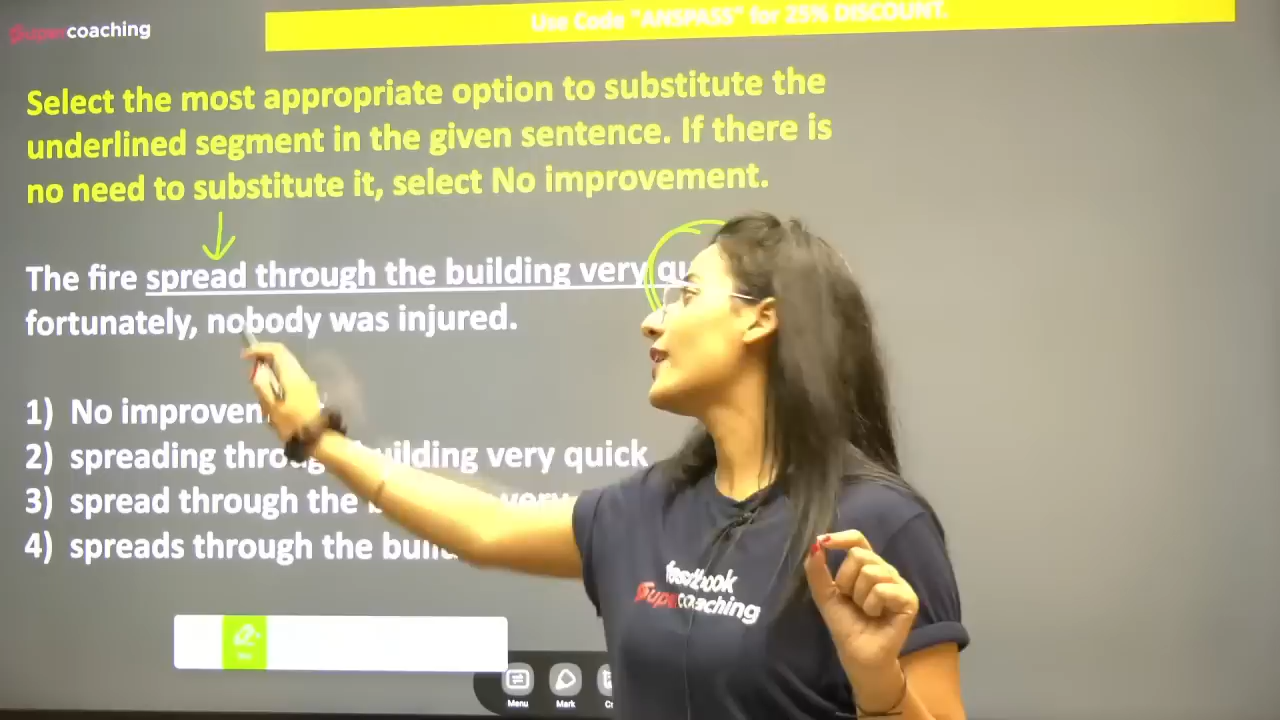 Supercoaching
Use Code "ANSPASS" for 25% DISCOUNT.
Select the most appropriate option to substitute the
underlined segment in the given sentence. If there is
no need to substitute it, select No improvement.
The fire spread through the building very
fortunately, nobody was injured.
1) No
2) spreading building very quick
3) spread through the very
4) spreads through the
Supercoaching
Menu
Mark